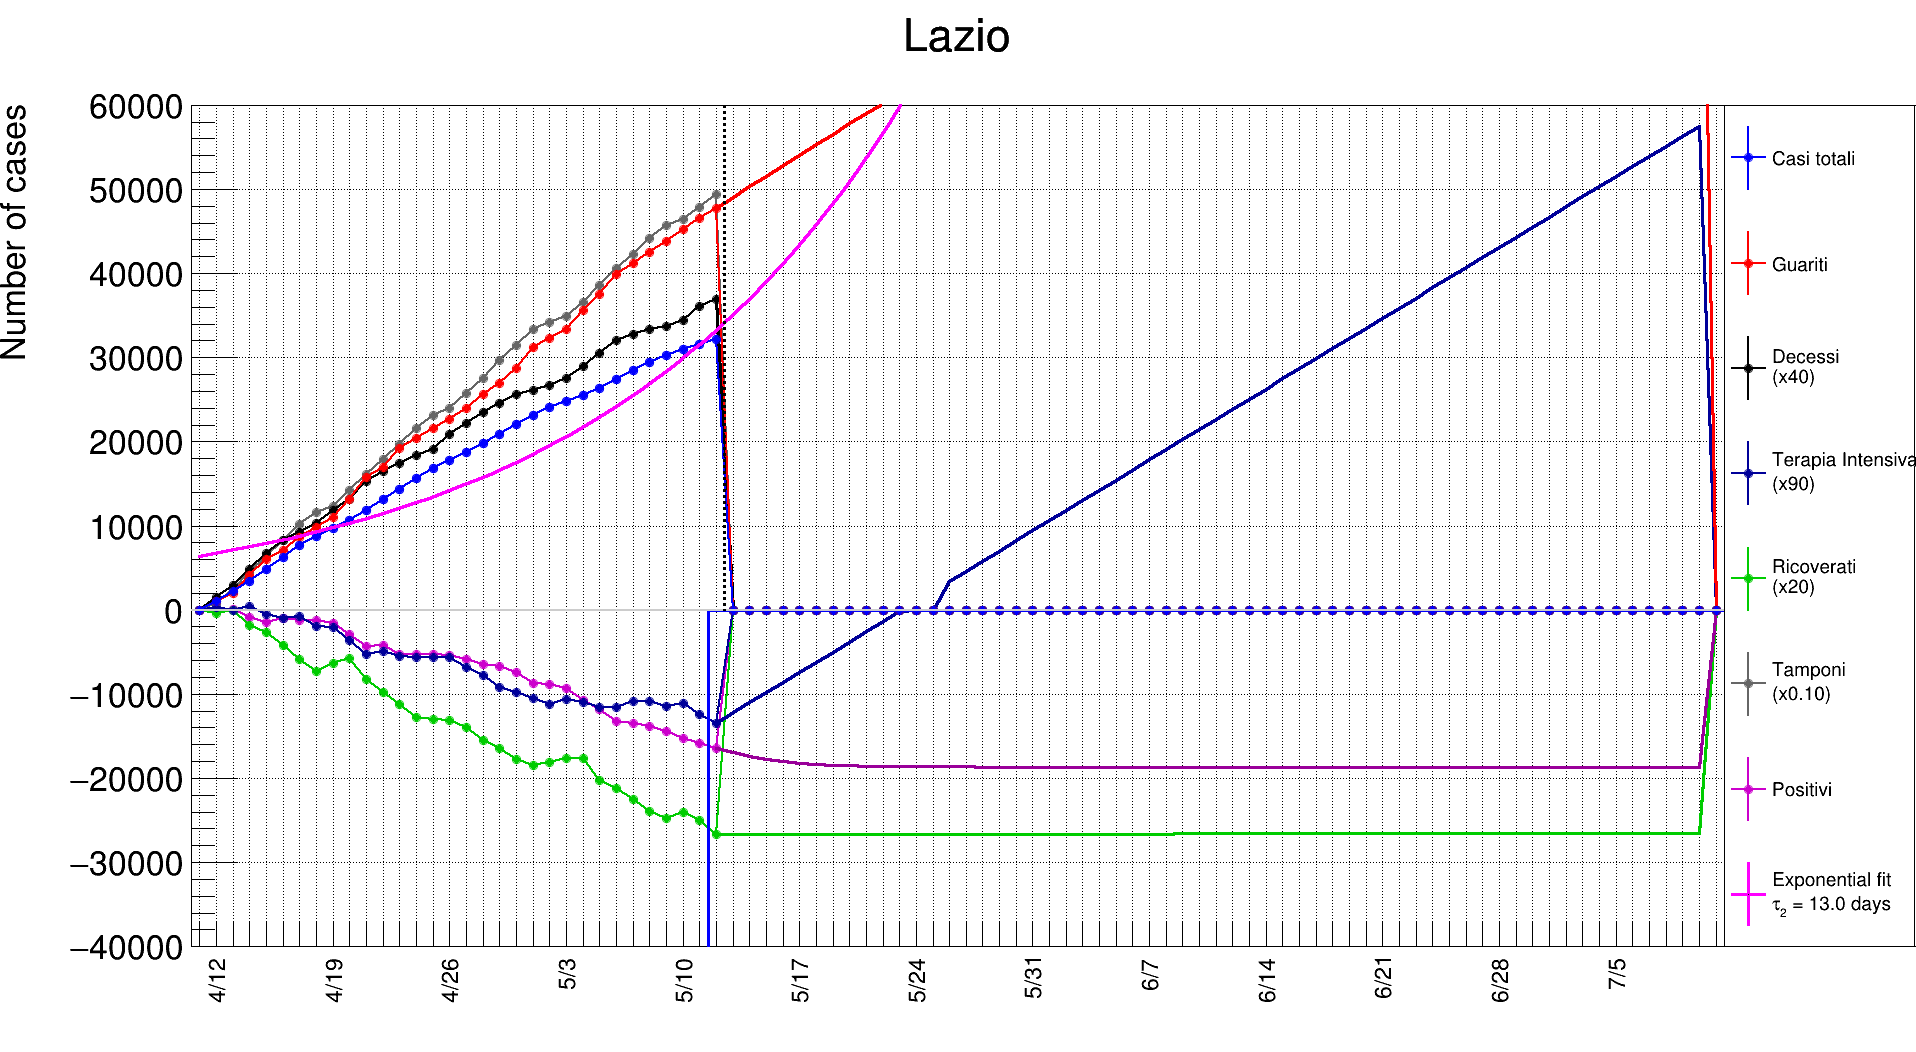 Lazio
Number of cases
60000
50000
40000
30000
20000
10000
0
−10000
−20000
−30000
−40000
4/12
4/19
4/26
5/3
5/10
5/17
5/24
5/31
6/7
6/14
6/21
6/28
7/5
Casi totali
Guariti
Decessi
(x40)
Terapia Intensiva
(x90)
Ricoverati
(x20)
Tamponi
(x0.10)
Positivi
Exponential fit
τ2 = 13.0 days